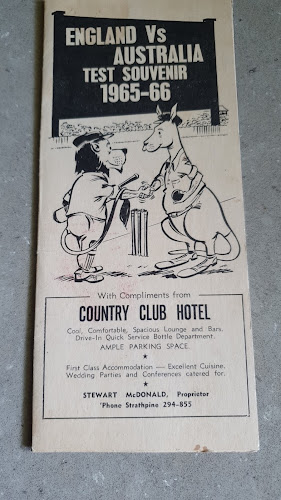 ENGLAND Vs
AUSTRALIA
TEST SOUVENIR
1965-66
With Compliments from
COUNTRY CLUB HOTEL
Cool, Comfortable, Spacious Lounge and Bars.
Drive-In Quick Service Bottle Department.
AMPLE PARKING SPACE.
★
First Class Accommodation — Excellent Cuisine.
Wedding Parties and Conferences catered for.
★
STEWART McDONALD, Proprietor
'Phone Strathpine 294-855